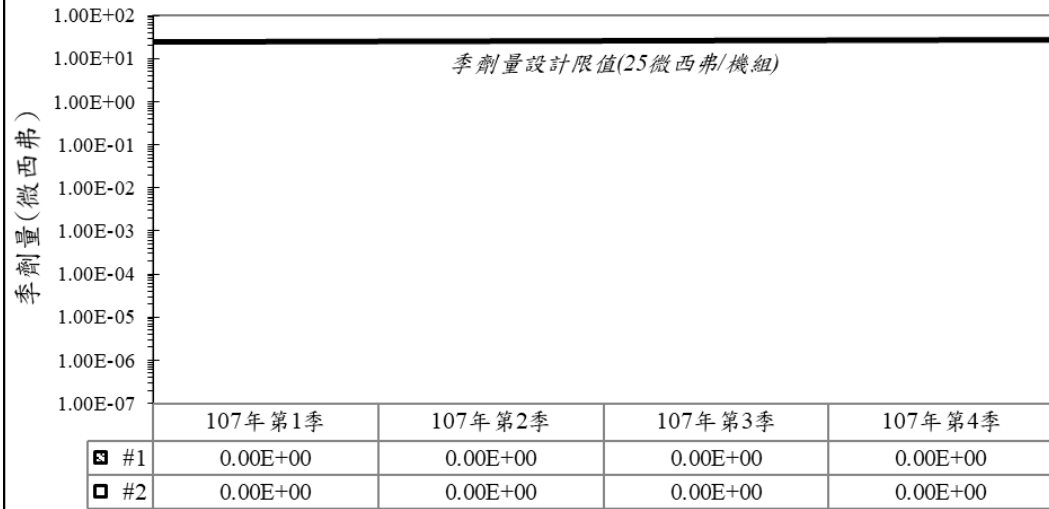 1.00E+02
1.00E+01
1.00E+00
1.00E-01
1.00E-02
1.00E-03
1.00E-04
1.00E-05
1.00E-06
1.00E-07
季劑量(微西弗)
季劑量設計限值(25微西弗/機組)
107年第1季 107年第2季 107年第3季 107年第4季
#1 0.00E+00 0.00E+00 0.00E+00 0.00E+00
#2 0.00E+00 0.00E+00 0.00E+00 0.00E+00